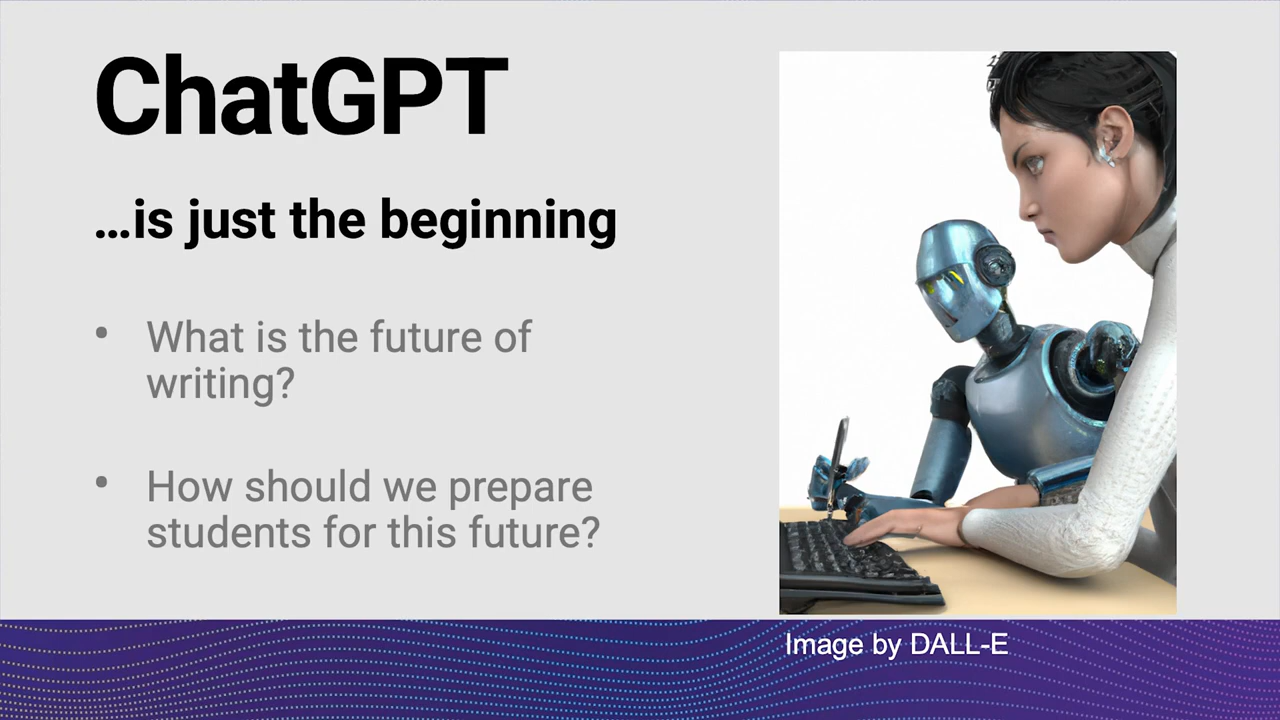 ChatGPT
…is just the beginning
• What is the future of
writing?
• How should we prepare
students for this future?
Image by DALL-E